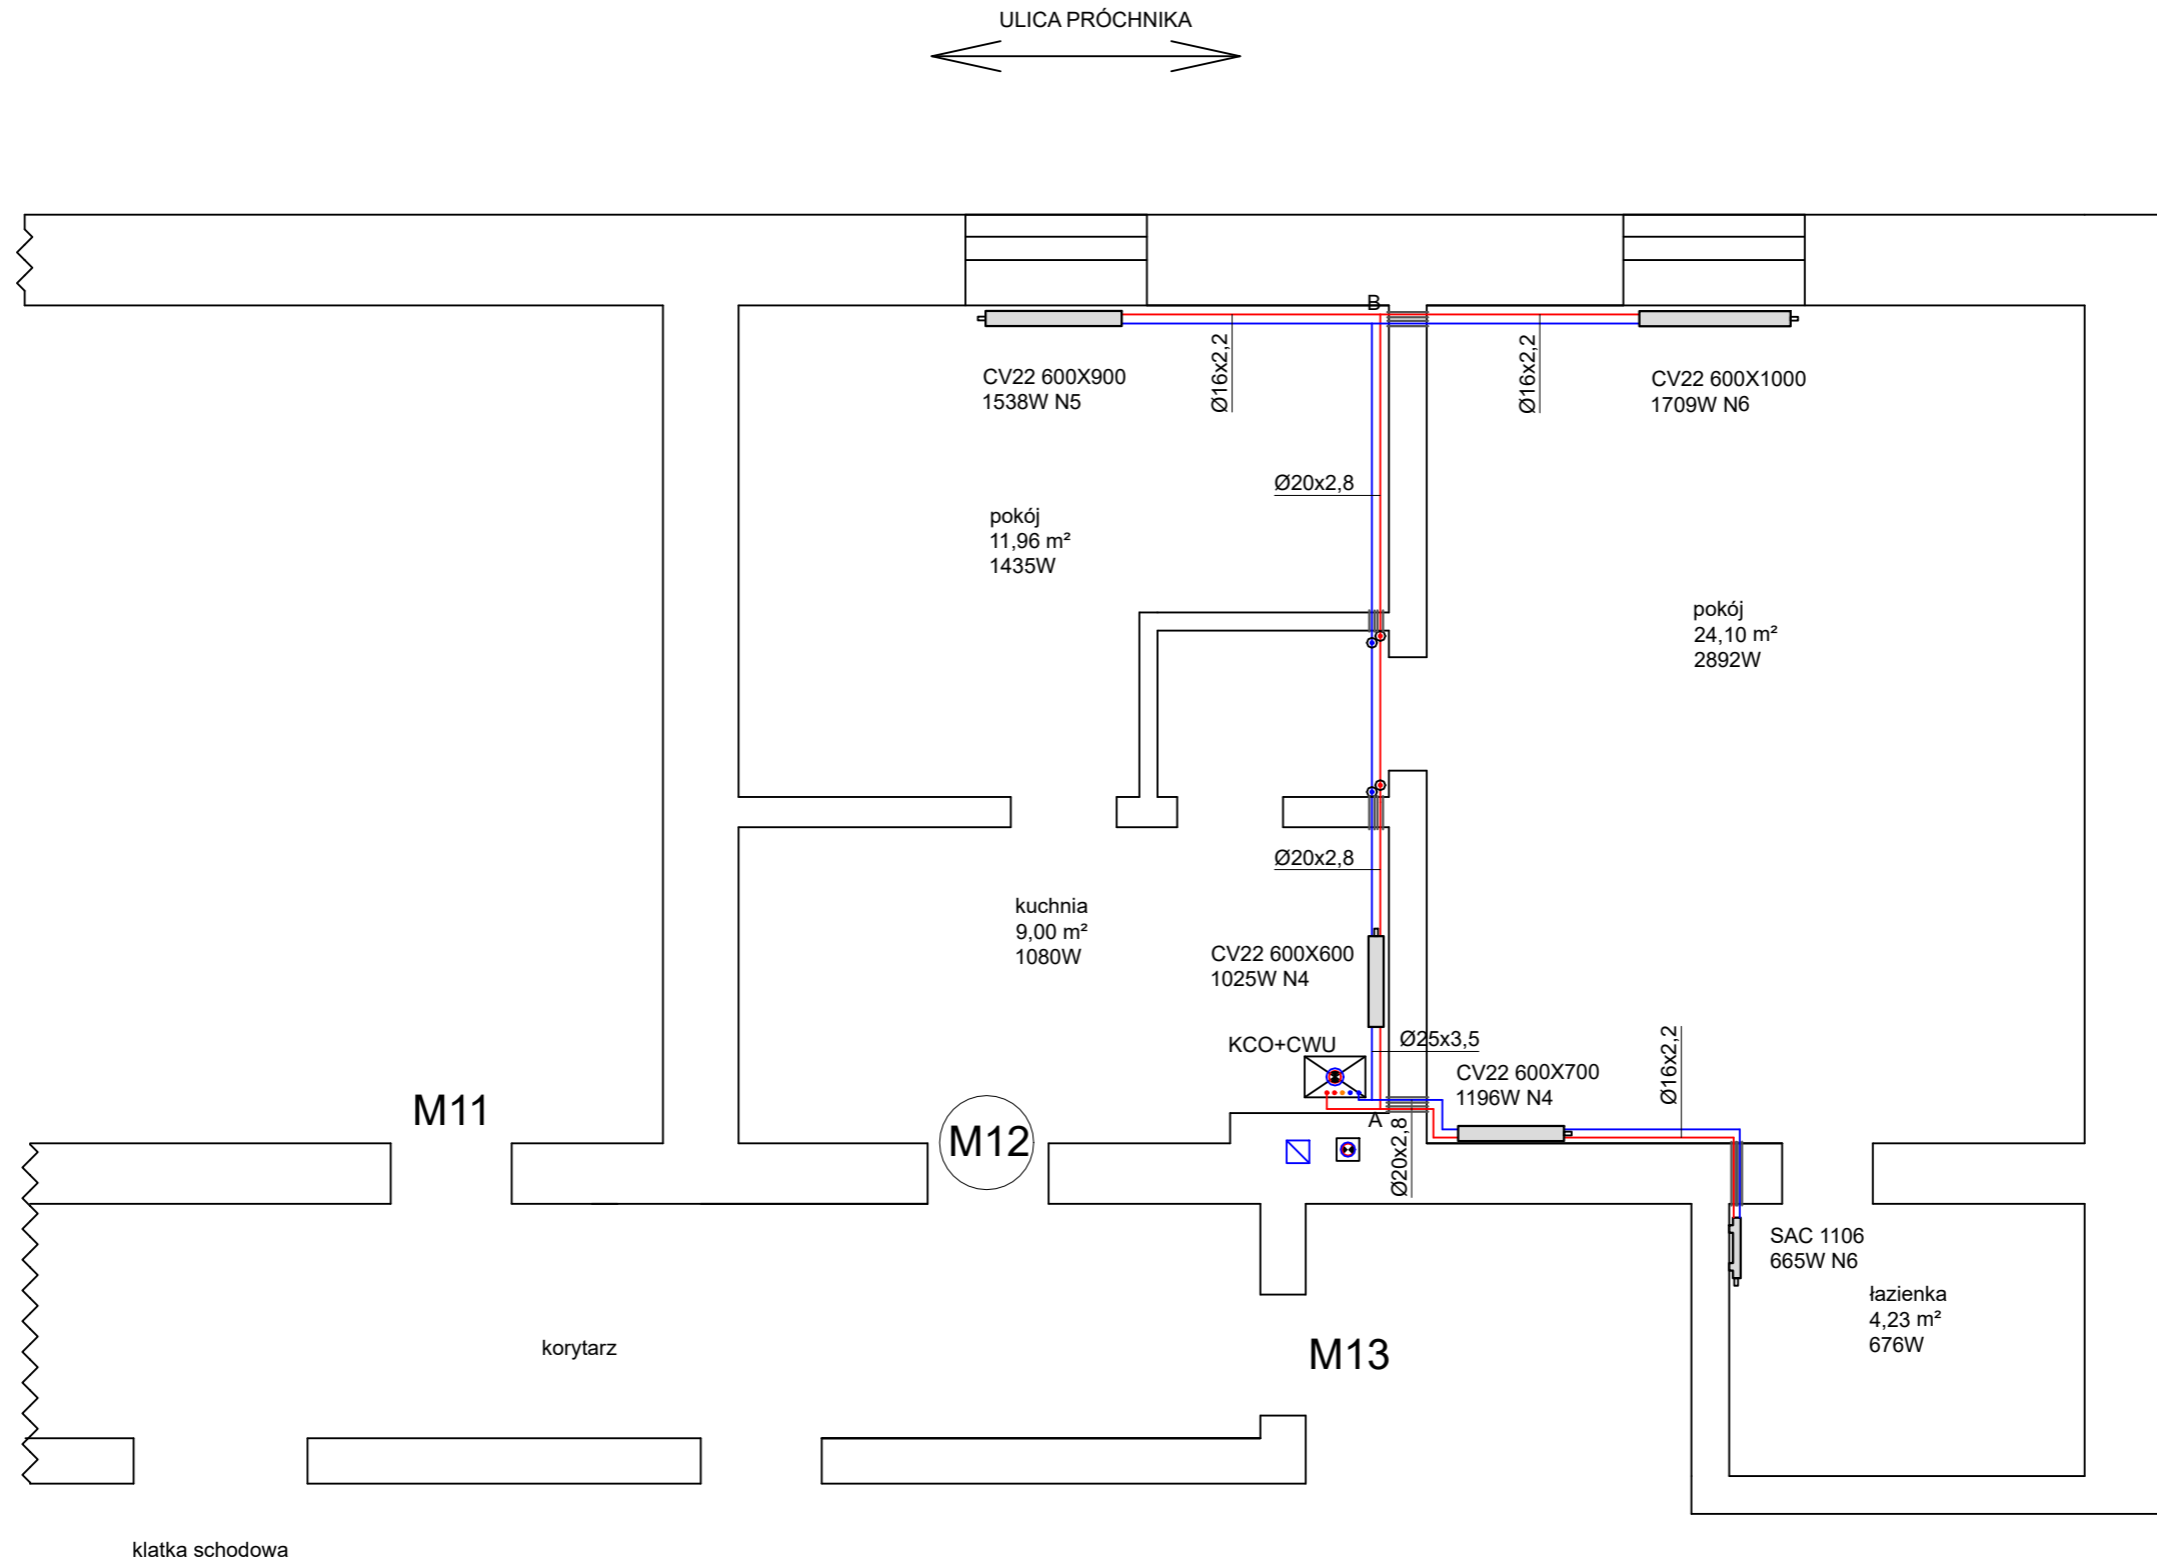 ULICA PRÓCHNIKA
B
CV22 600X900
1538W N5
Ø16x2,2
Ø16x2,2
CV22 600X1000
1709W N6
Ø20x2,8
pokój
11,96 m²
1435W
pokój
24,10 m²
2892W
Ø20x2,8
kuchnia
9,00 m²
1080W
CV22 600X600
1025W N4
KCO+CWU
Ø25x3,5
CV22 600X700
1196W N4
Ø16x2,2
M11
M12
A
Ø20x2,8
SAC 1106
665W N6
łazienka
4,23 m²
676W
korytarz
M13
klatka schodowa